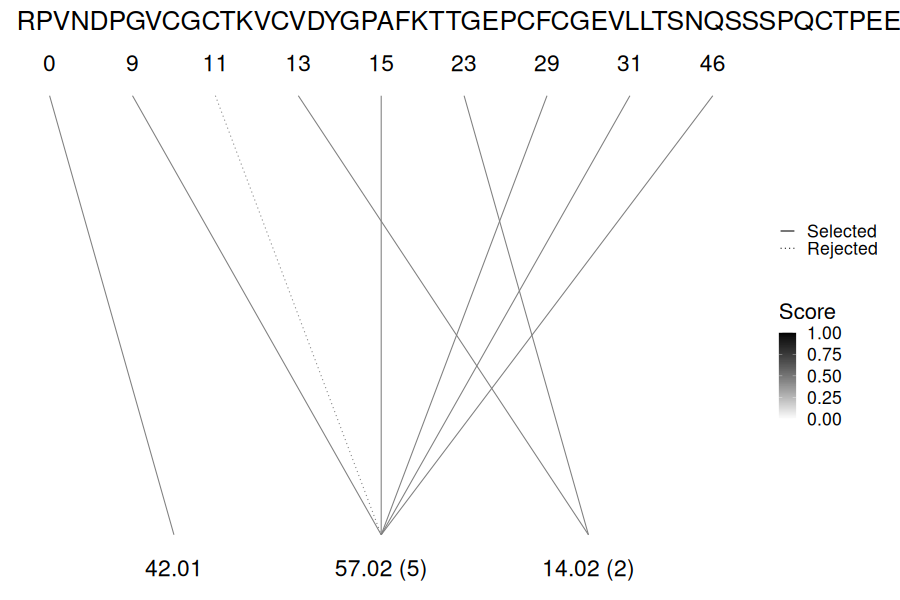 RPVNDPGVCGCTKVCVDYGPAFKTTGEPCFCGEVLLTSNQSSSPQCTPEE
0 9 11 13 15 23 29 31 46
Selected
Rejected
Score
1.00
0.75
0.50
0.25
0.00
42.01 57.02 (5) 14.02 (2)